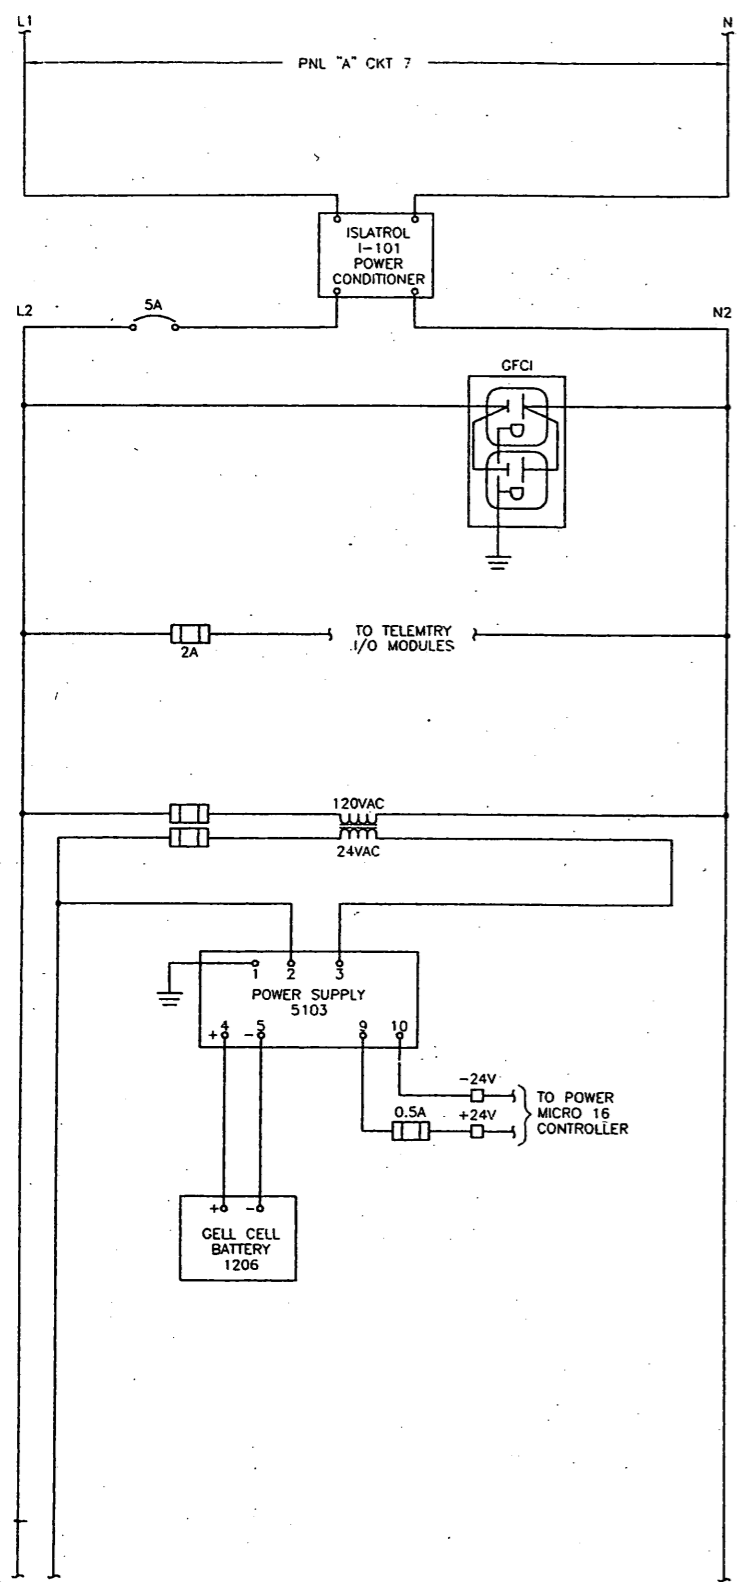 L1
N
PNL "A" CKT 7
ISLATROL
I-101
POWER
CONDITIONER
L2
5A
N2
GFCI
TO TELEMTRY
I/O MODULES
2A
120VAC
24VAC
1 2 3
POWER SUPPLY
5103
+ 4 - 5 9 10
-24V
0.5A
+24V
TO POWER
MICRO 16
CONTROLLER
+ -
GELL CELL
BATTERY
1206